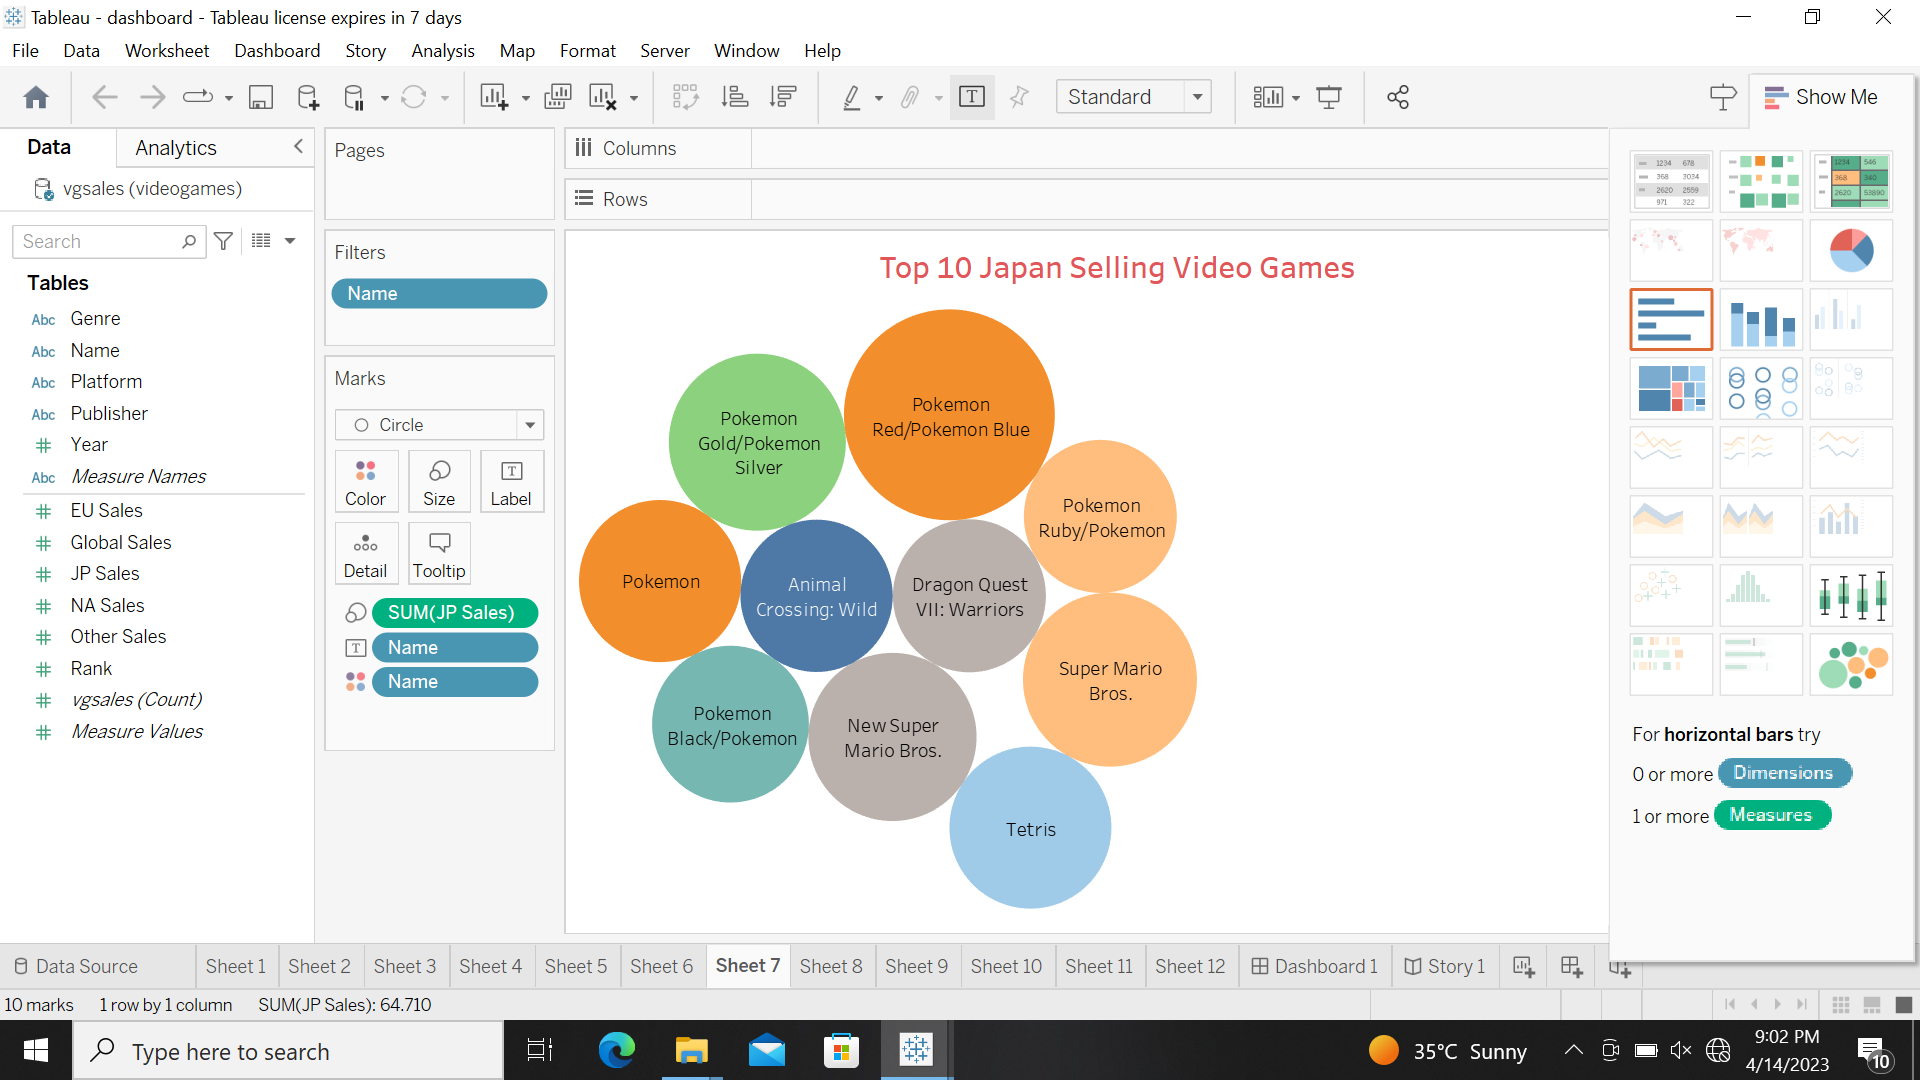 Tableau - dashboard - Tableau license expires in 7 days
File Data Worksheet Dashboard Story Analysis Map Format Server Window Help
Standard
Show Me
Data
Analytics
Pages
Columns
vgsales (videogames)
Rows
Search
Filters
Name
Tables
Abc Genre
Abc Name
Abc Platform
Abc Publisher
Year
Abc Measure Names
EU Sales
Global Sales
JP Sales
NA Sales
Other Sales
Rank
vgsales (Count)
Measure Values
Marks
Circle
Color
Size
Label
Detail
Tooltip
SUM(JP Sales)
Name
Name
Top 10 Japan Selling Video Games
Pokemon
Red/Pokemon Blue
Pokemon
Gold/Pokemon
Silver
Pokemon
Ruby/Pokemon
Pokemon
Animal
Crossing: Wild
Dragon Quest
VII: Warriors
Super Mario
Bros.
Pokemon
Black/Pokemon
New Super
Mario Bros.
Tetris
1234 678
368 3034
2620 2559
971 322
1234 546
368 340
2620 53890
For horizontal bars try
0 or more Dimensions
1 or more Measures
Data Source Sheet 1 Sheet 2 Sheet 3 Sheet 4 Sheet 5 Sheet 6 Sheet 7 Sheet 8 Sheet 9 Sheet 10 Sheet 11 Sheet 12 Dashboard 1 Story 1
10 marks 1 row by 1 column SUM(JP Sales): 64.710
Type here to search
35°C Sunny
9:02 PM
4/14/2023
10